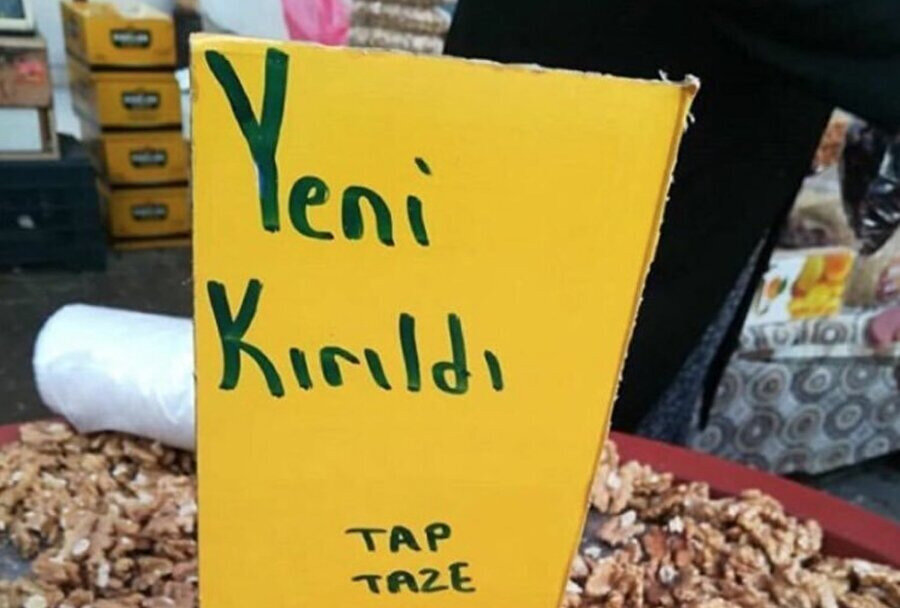 Yeni
Kırıldı
TAP
TAZE